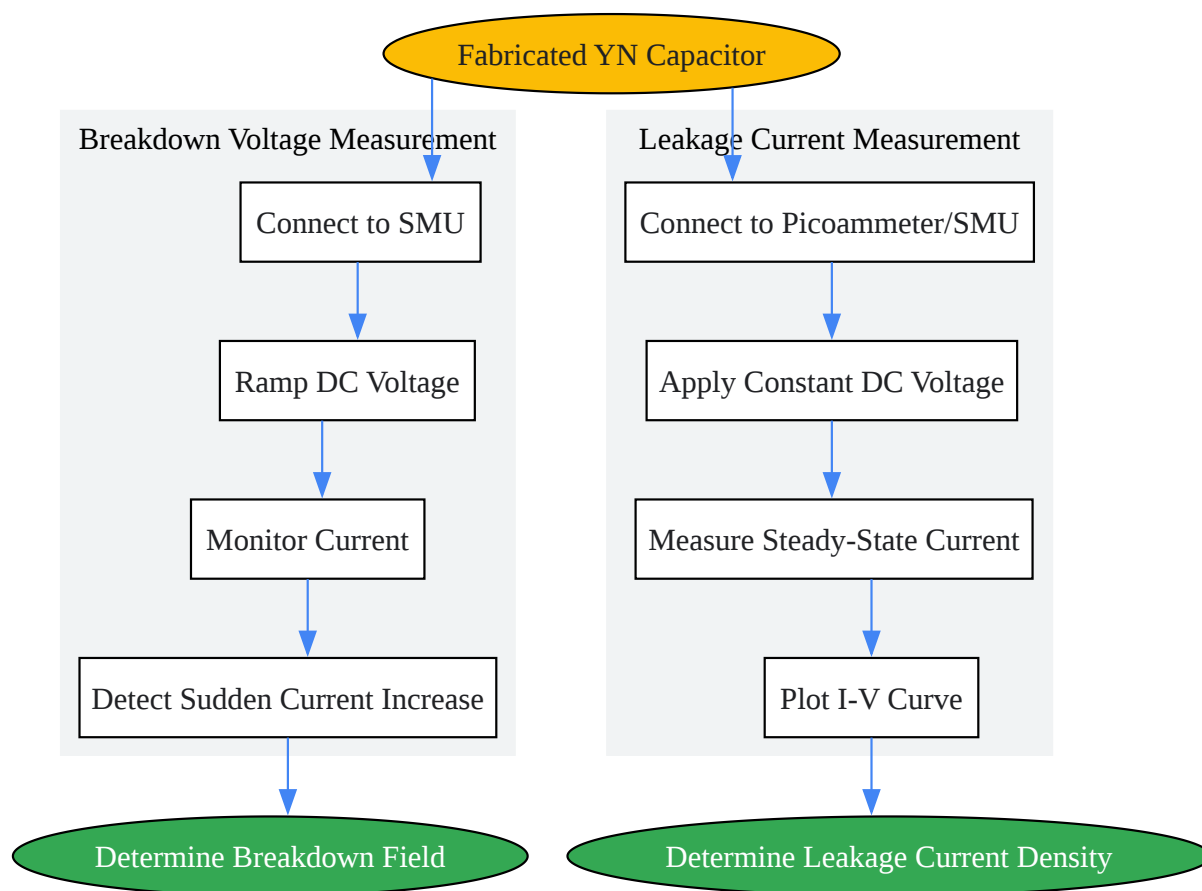 Fabricated YN Capacitor
Breakdown Voltage Measurement
Connect to SMU
Ramp DC Voltage
Monitor Current
Detect Sudden Current Increase
Determine Breakdown Field
Leakage Current Measurement
Connect to Picoammeter/SMU
Apply Constant DC Voltage
Measure Steady-State Current
Plot I-V Curve
Determine Leakage Current Density